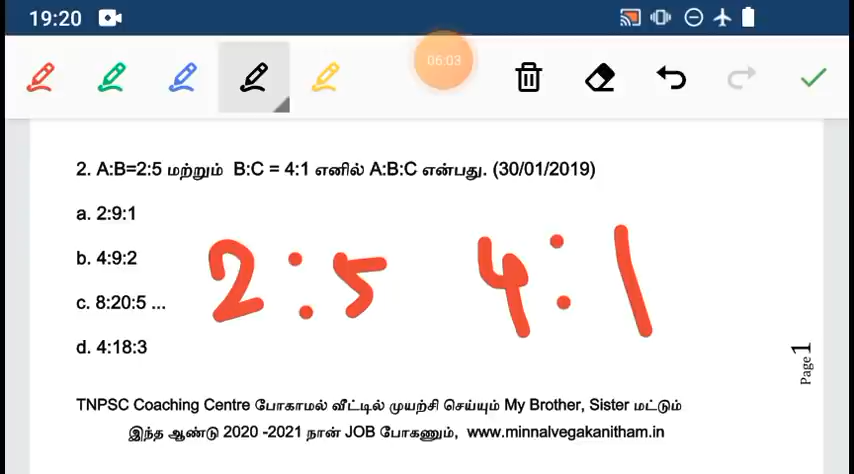 19:20
06:03
2. A:B=2:5 மற்றும் B:C = 4:1 எனில் A:B:C என்பது. (30/01/2019)
a. 2:9:1
b. 4:9:2
c. 8:20:5 ...
d. 4:18:3
2:5 4:1
Page 1
TNPSC Coaching Centre போகாமல் வீட்டில் முயற்சி செய்யும் My Brother, Sister மட்டும்
இந்த ஆண்டு 2020 -2021 நான் JOB போகணும், www.minnalvegakanitham.in